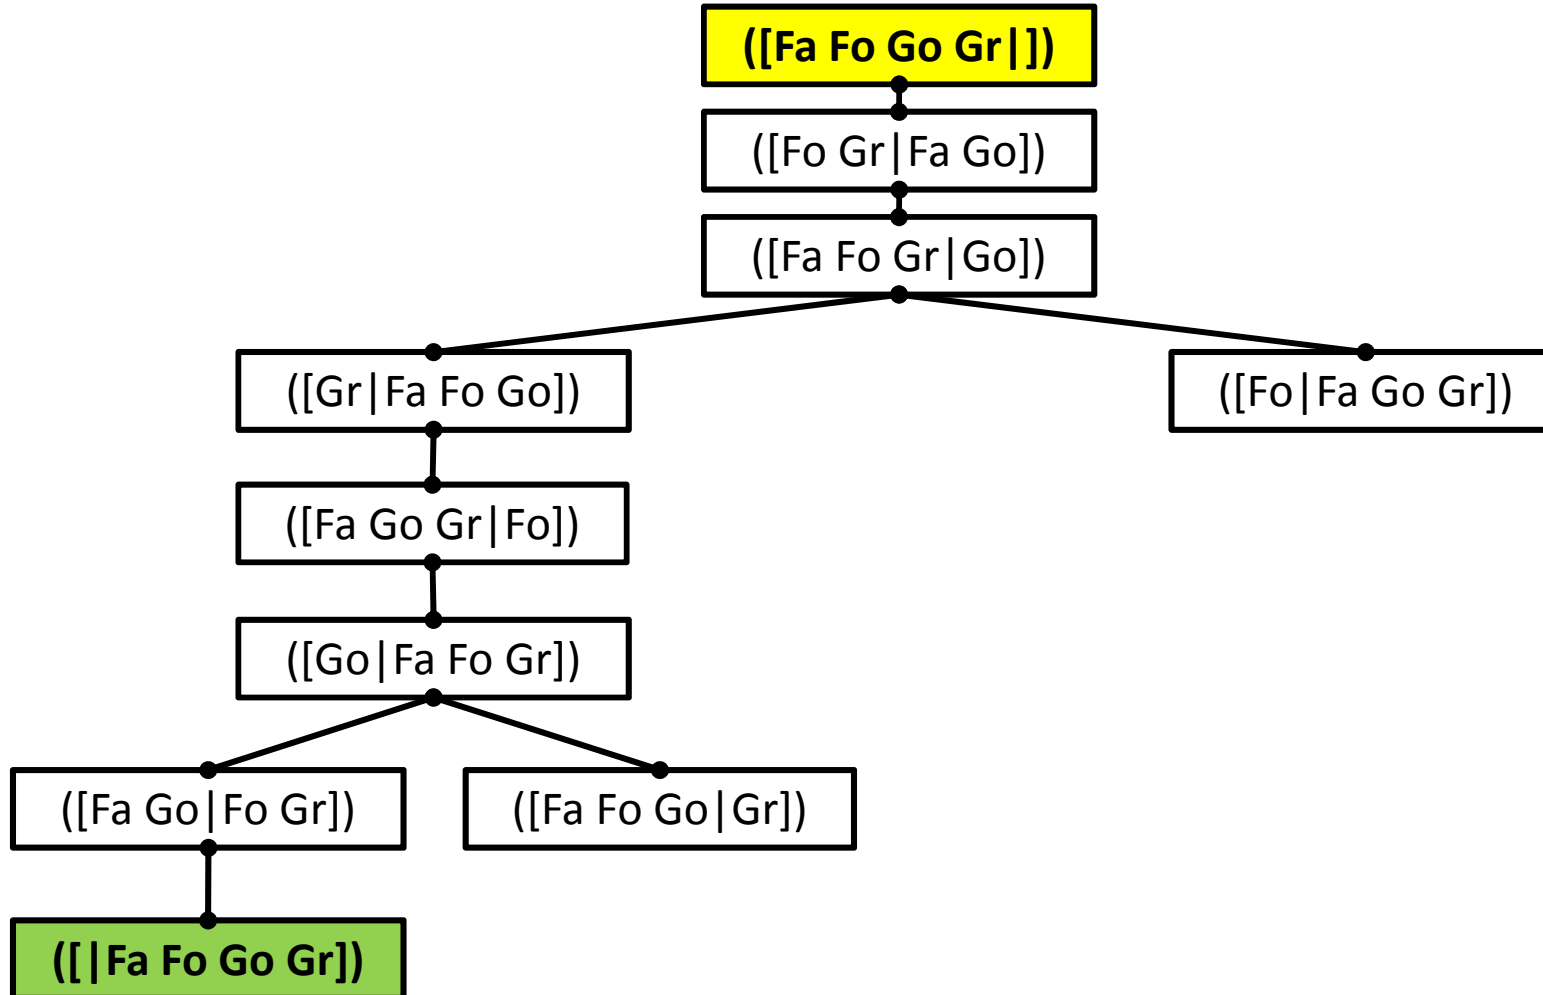 ([Fa Fo Go Gr|])
([Fo Gr|Fa Go])
([Fa Fo Gr|Go])
([Gr|Fa Fo Go])
([Fo|Fa Go Gr])
([Fa Go Gr|Fo])
([Go|Fa Fo Gr])
([Fa Go|Fo Gr])
([Fa Fo Go|Gr])
([|Fa Fo Go Gr])